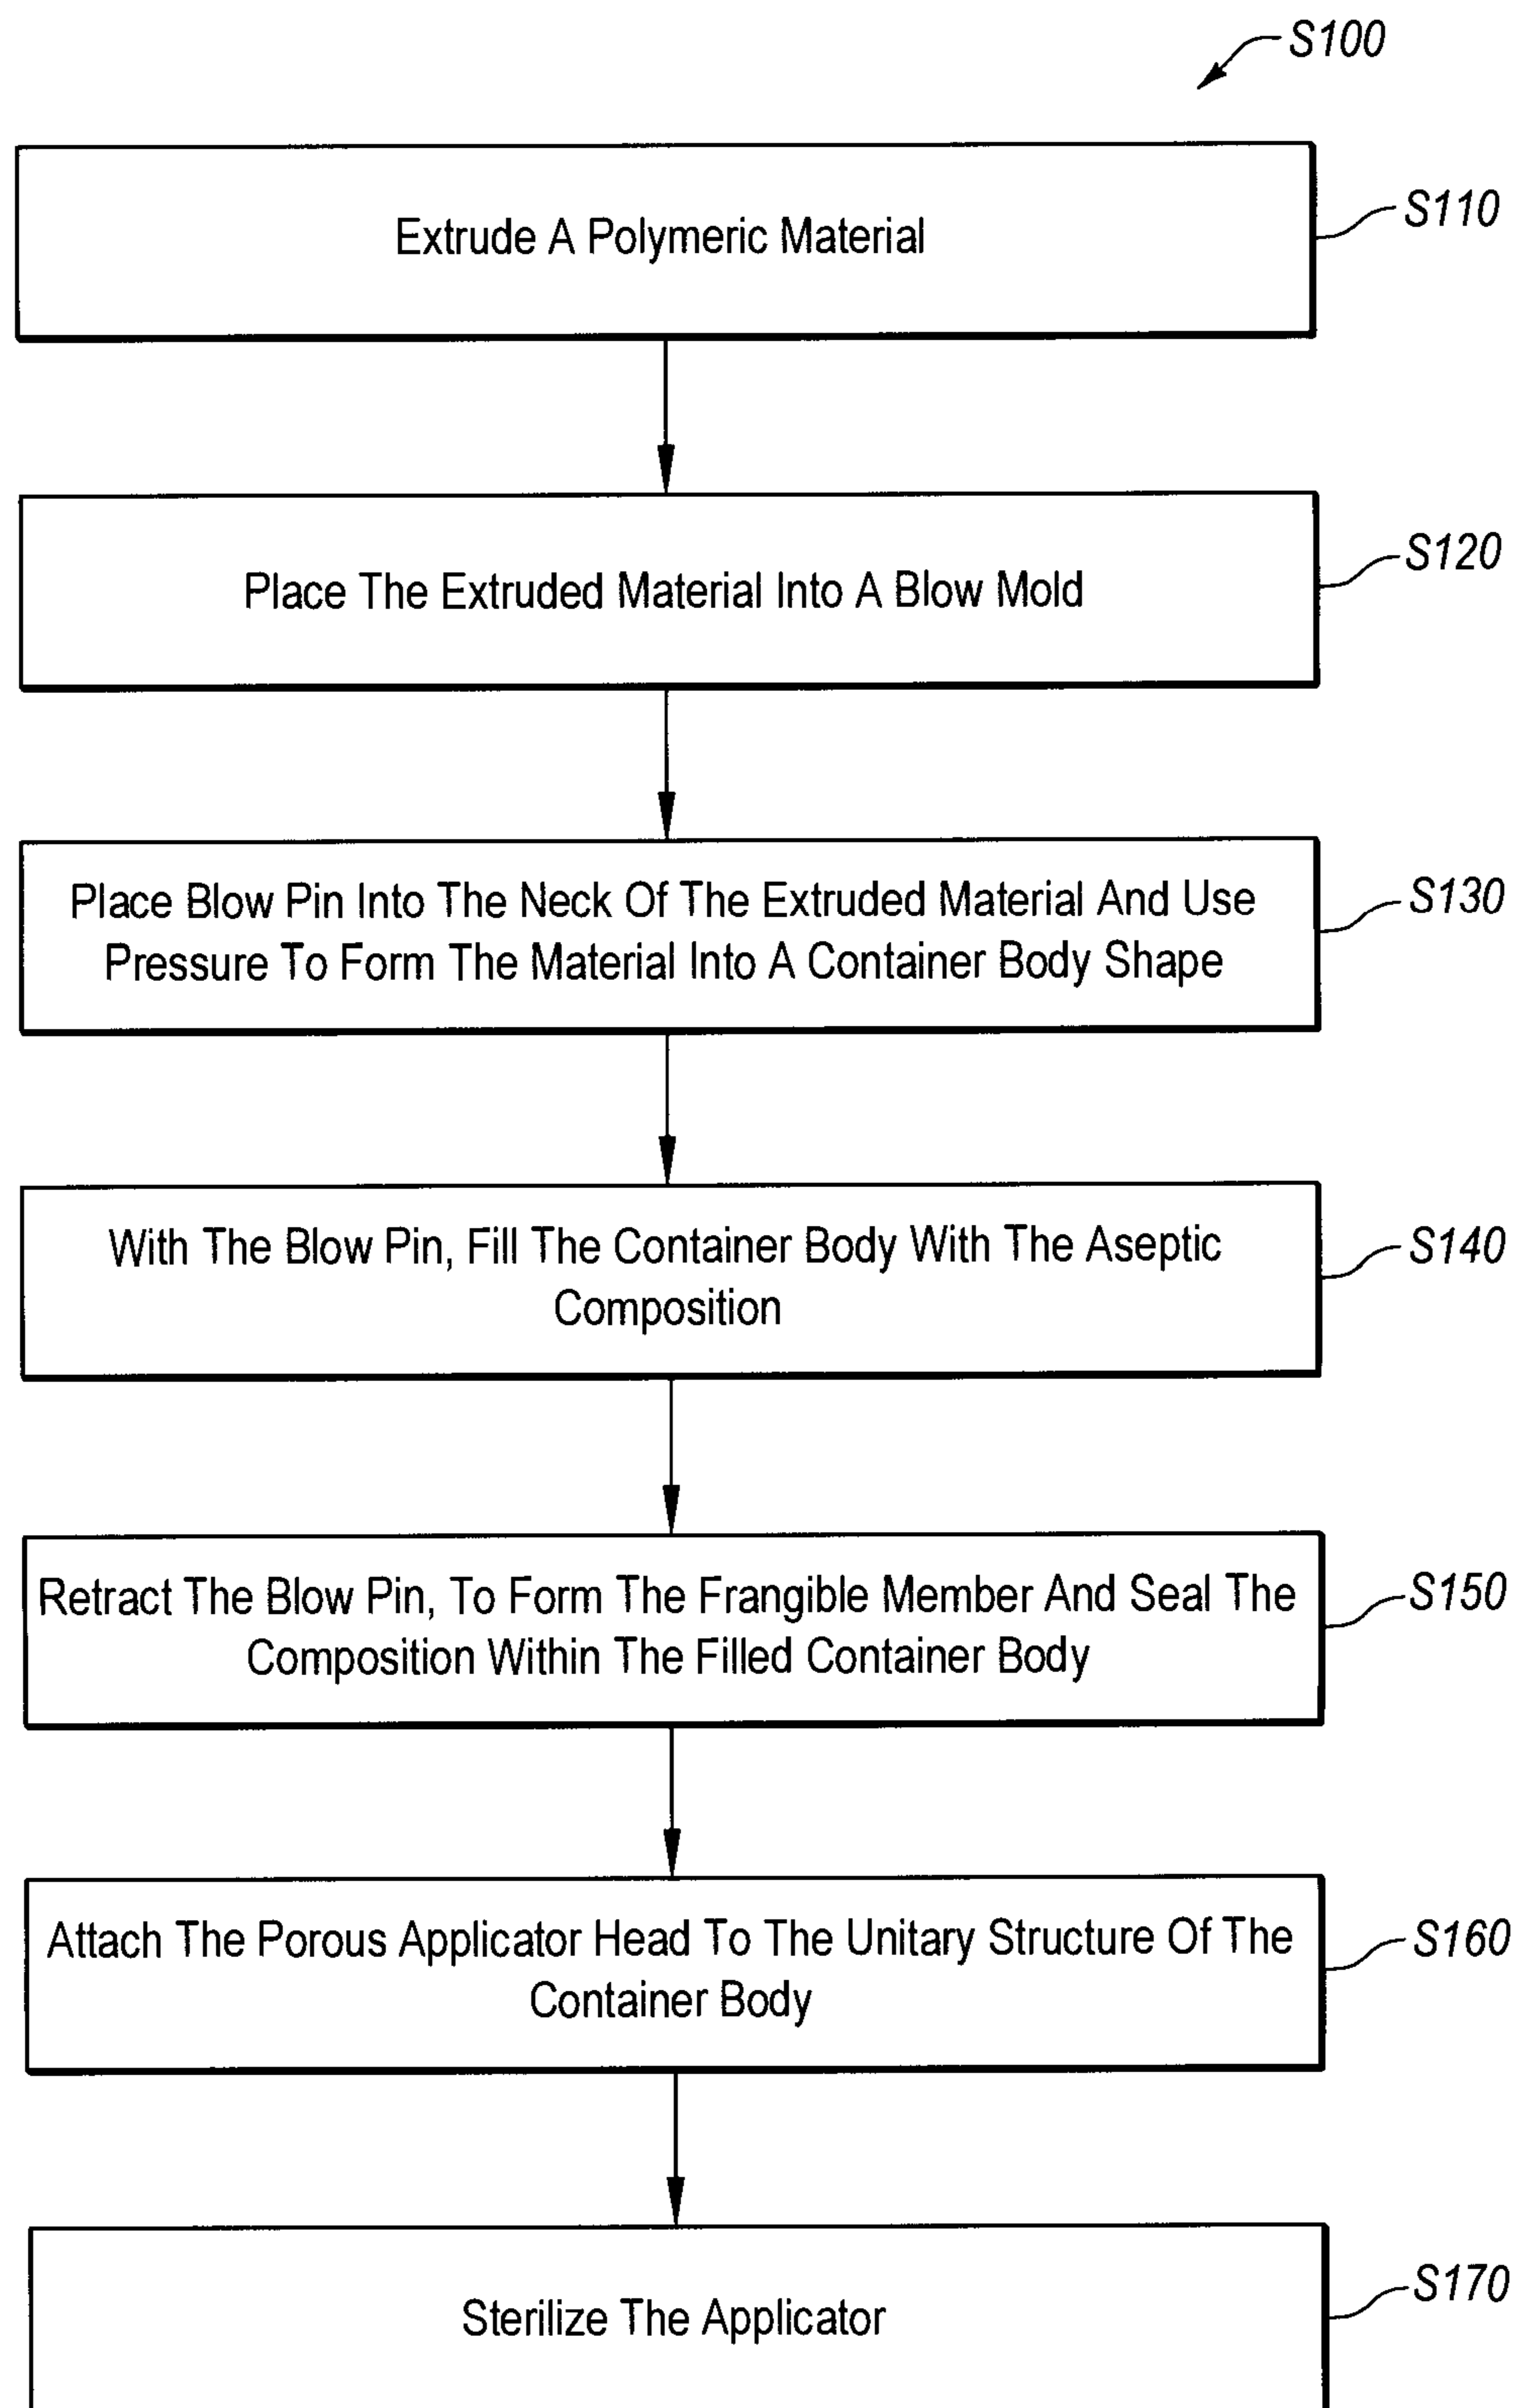 S100
Extrude A Polymeric Material
S110
Place The Extruded Material Into A Blow Mold
S120
Place Blow Pin Into The Neck Of The Extruded Material And Use
Pressure To Form The Material Into A Container Body Shape
S130
With The Blow Pin, Fill The Container Body With The Aseptic
Composition
S140
Retract The Blow Pin, To Form The Frangible Member And Seal The
Composition Within The Filled Container Body
S150
Attach The Porous Applicator Head To The Unitary Structure Of The
Container Body
S160
Sterilize The Applicator
S170